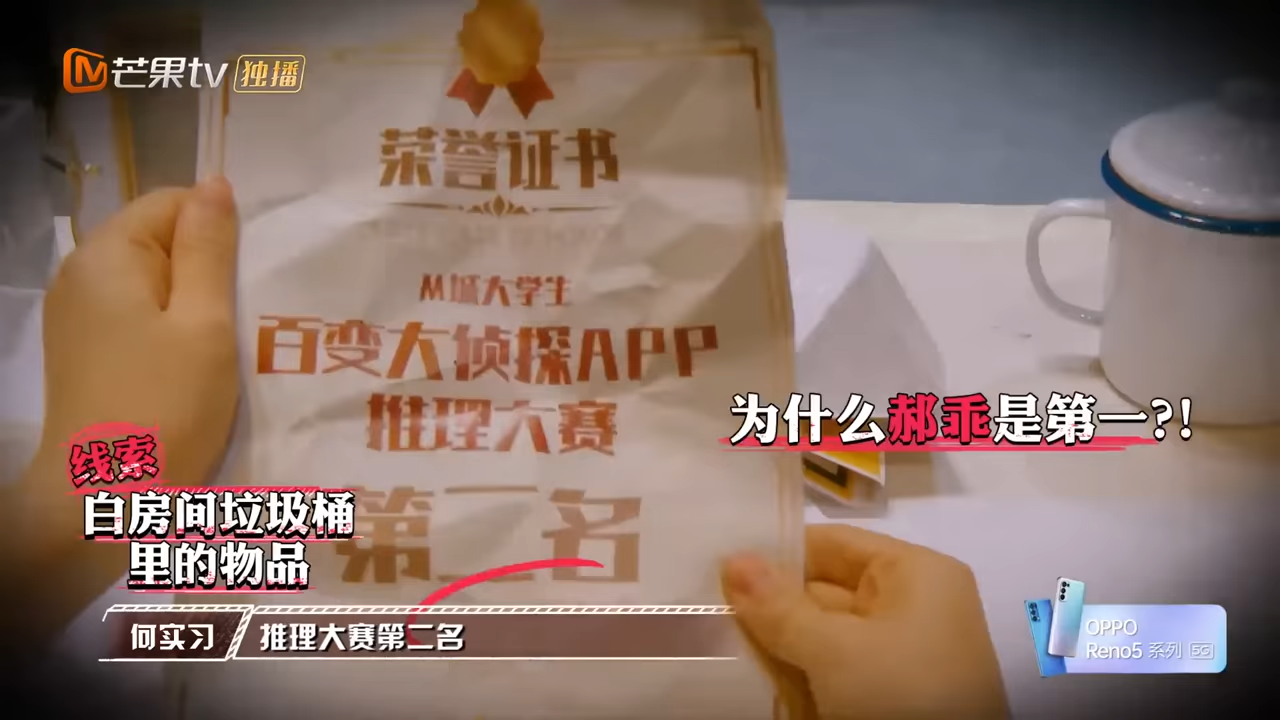 芒果tv 独播
荣誉证书
M城大学生
百变大侦探APP
推理大赛
第二名
为什么郝乖是第一?!
线索
白房间垃圾桶
里的物品
何实习 推理大赛第二名
OPPO
Reno5 系列 5G